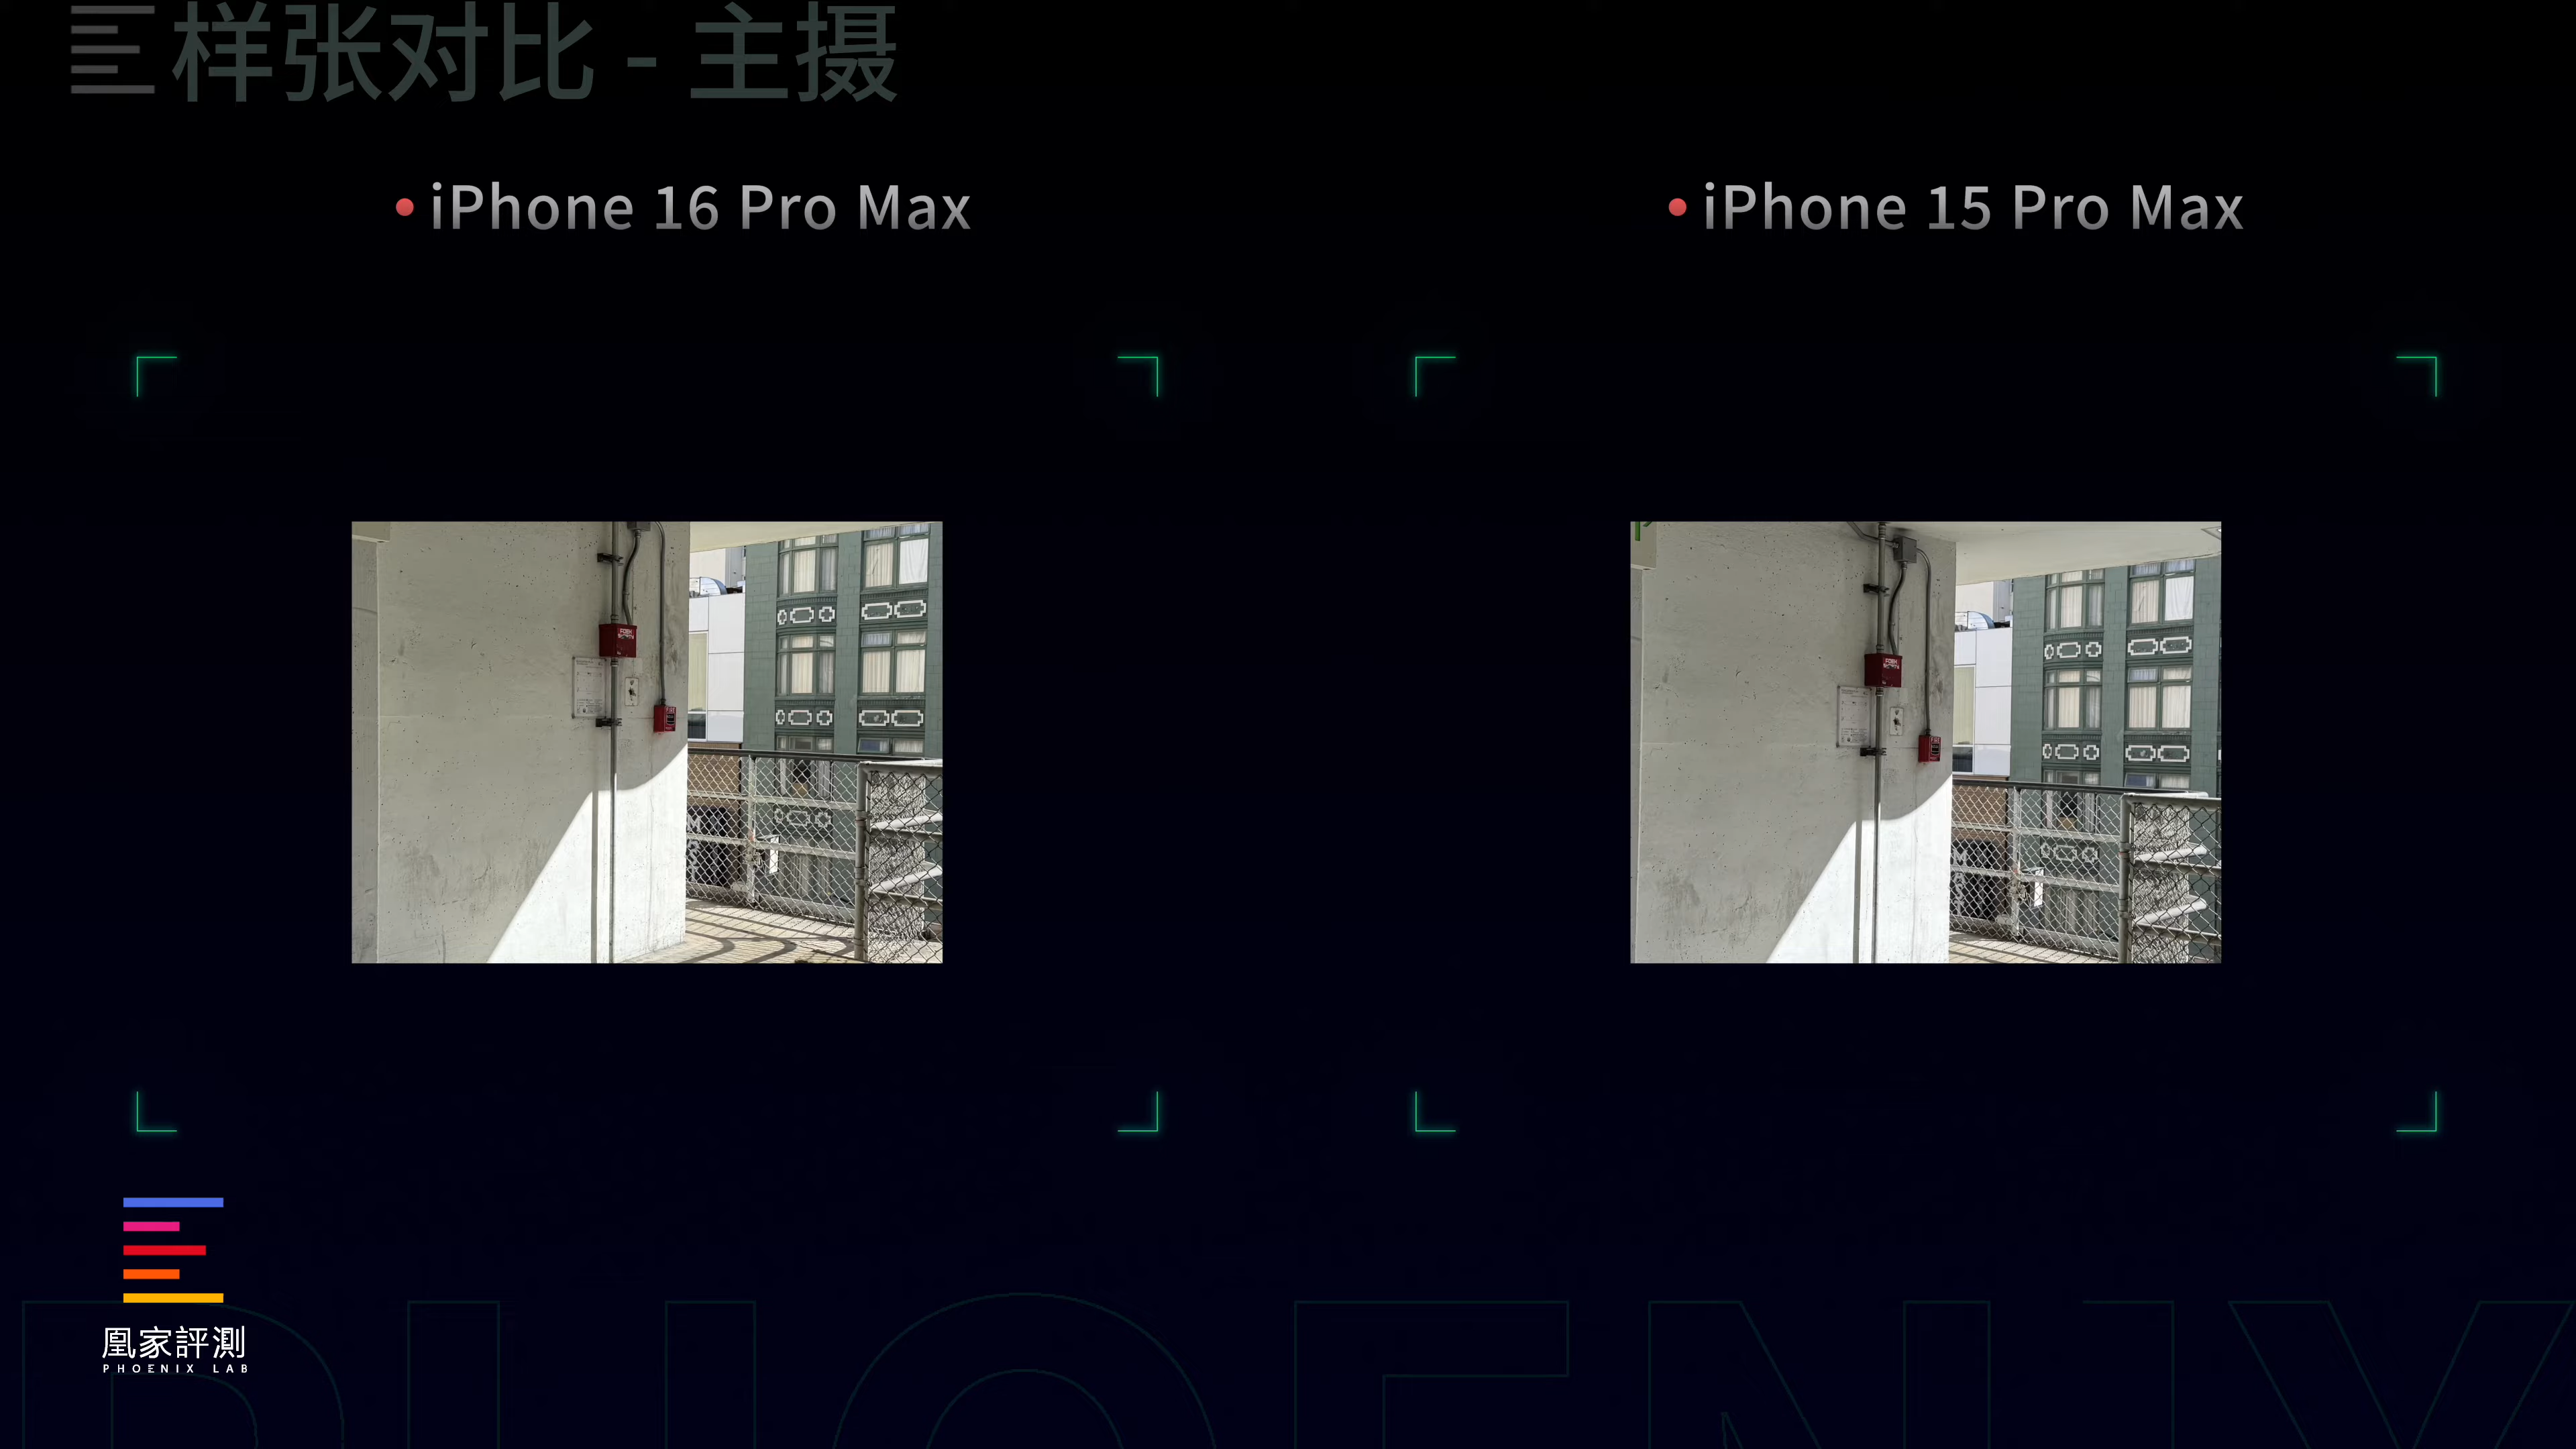 样张对比 - 主摄
iPhone 16 Pro Max
iPhone 15 Pro Max
凰家評測
PHOENIX LAB
PHOENIX